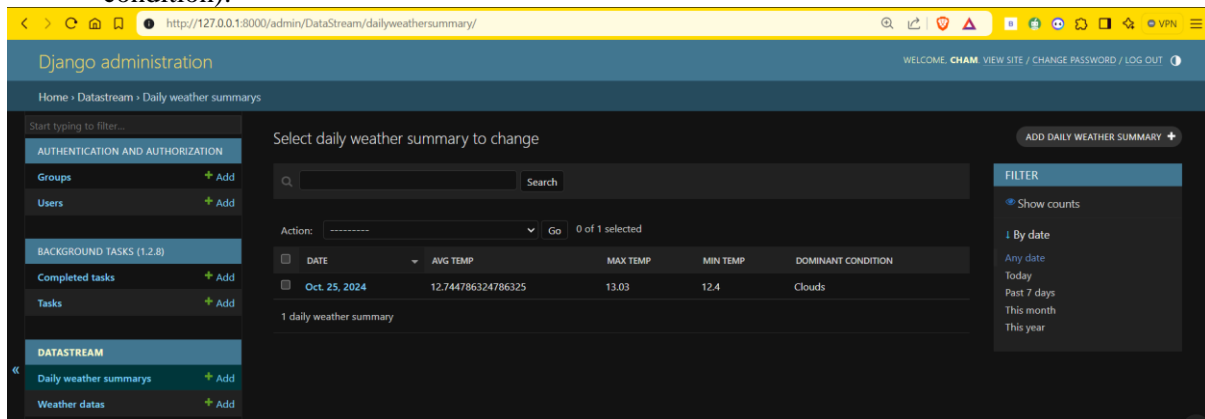 condition).
http://127.0.0.1:8000/admin/DataStream/dailyweathersummary/
VPN
Django administration
WELCOME, CHAM. VIEW SITE / CHANGE PASSWORD / LOG OUT
Home › Datastream › Daily weather summarys
Start typing to filter...
AUTHENTICATION AND AUTHORIZATION
Groups + Add
Users + Add
BACKGROUND TASKS (1.2.8)
Completed tasks + Add
Tasks + Add
DATASTREAM
Daily weather summarys + Add
Weather datas + Add
«
Select daily weather summary to change
ADD DAILY WEATHER SUMMARY +
Search
Action: --------- Go 0 of 1 selected
DATE AVG TEMP MAX TEMP MIN TEMP DOMINANT CONDITION
Oct. 25, 2024 12.744786324786325 13.03 12.4 Clouds
1 daily weather summary
FILTER
Show counts
↓ By date
Any date
Today
Past 7 days
This month
This year